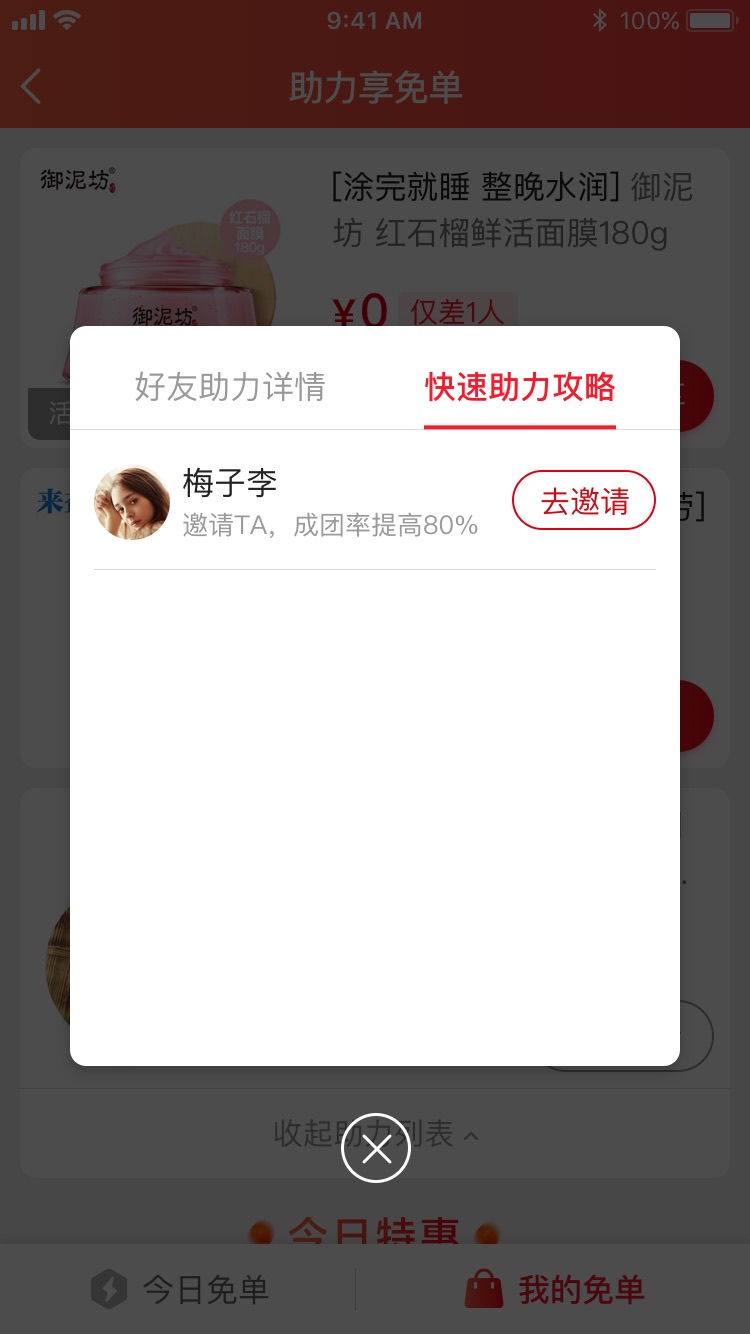 9:41 AM
100%
助力享免单
御泥坊
[涂完就睡 整晚水润] 御泥
坊 红石榴鲜活面膜180g
红石榴
面膜
180g
御泥坊
¥0 仅差1人
好友助力详情
快速助力攻略
活
梅子李
邀请TA，成团率提高80%
去邀请
来
收起助力列表
今日特惠
今日免单
我的免单